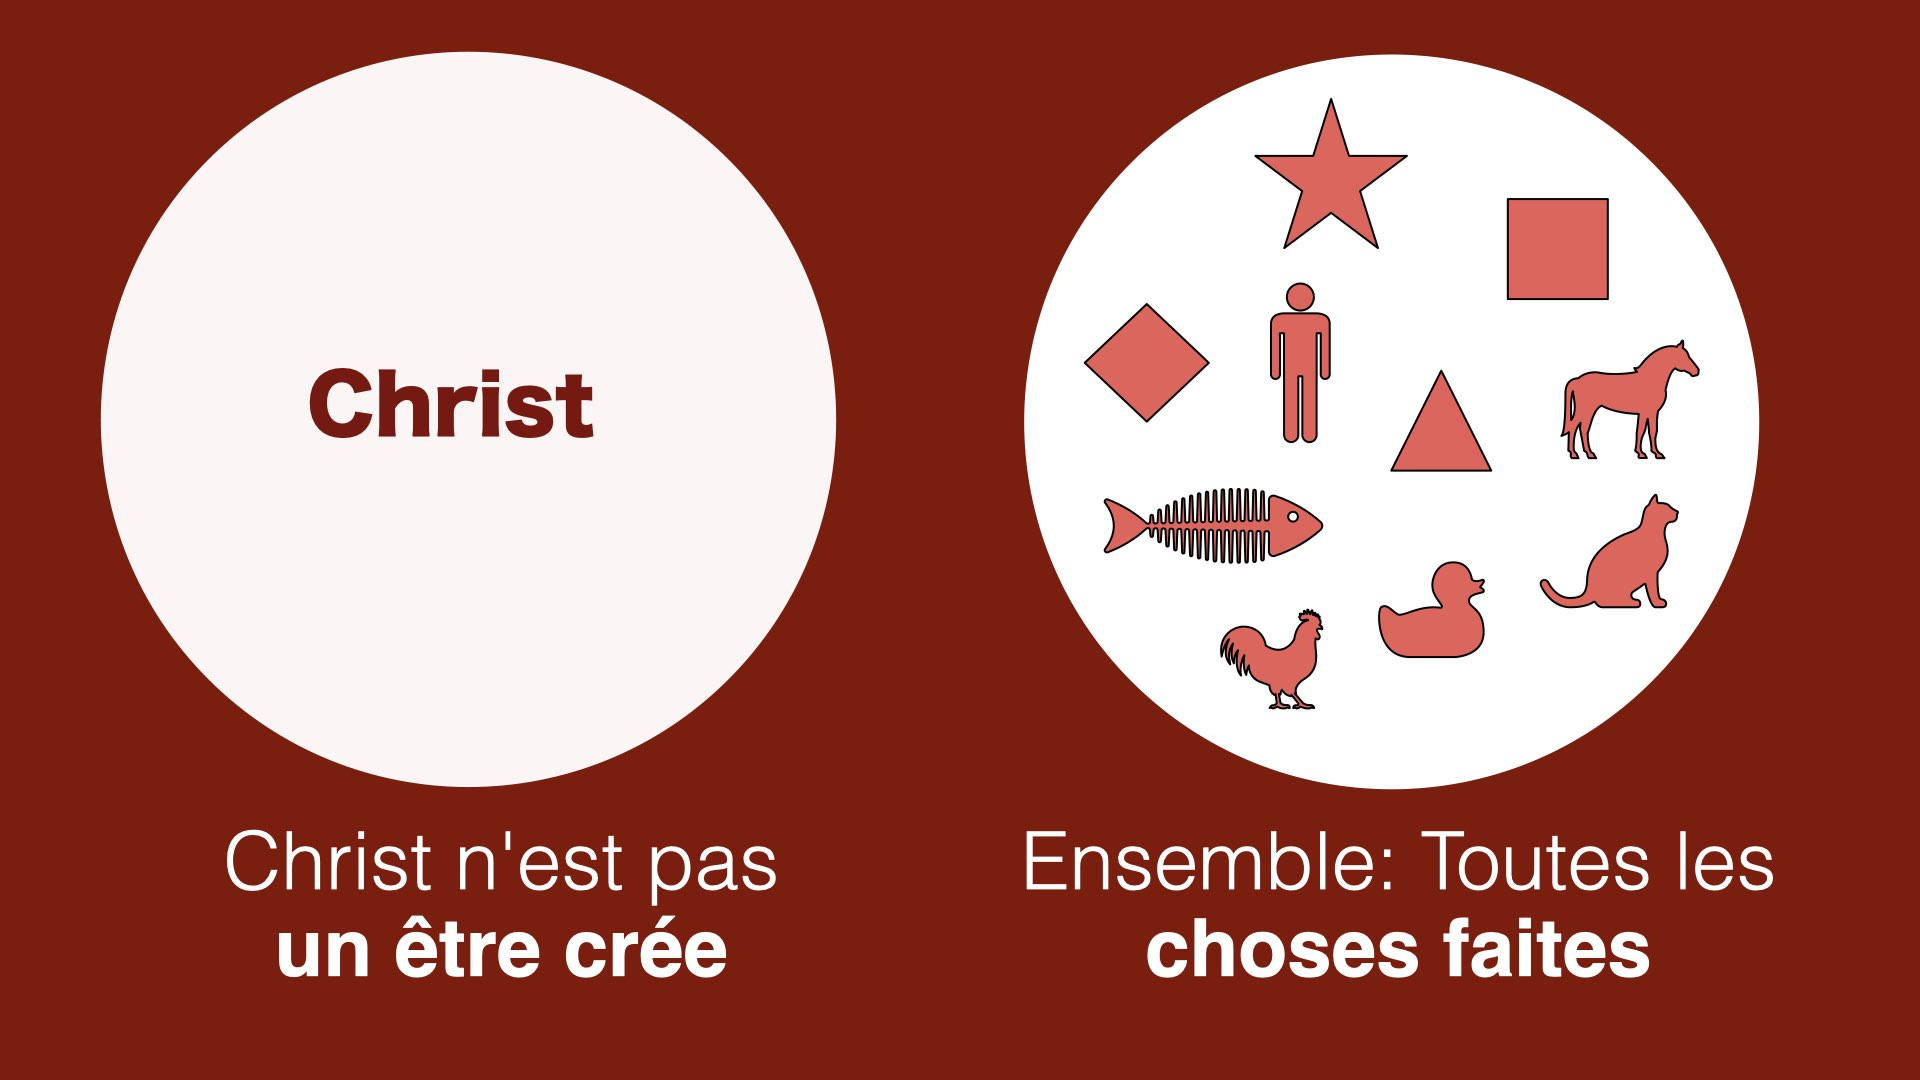 Christ
Christ n'est pas
un être crée
Ensemble: Toutes les
choses faites